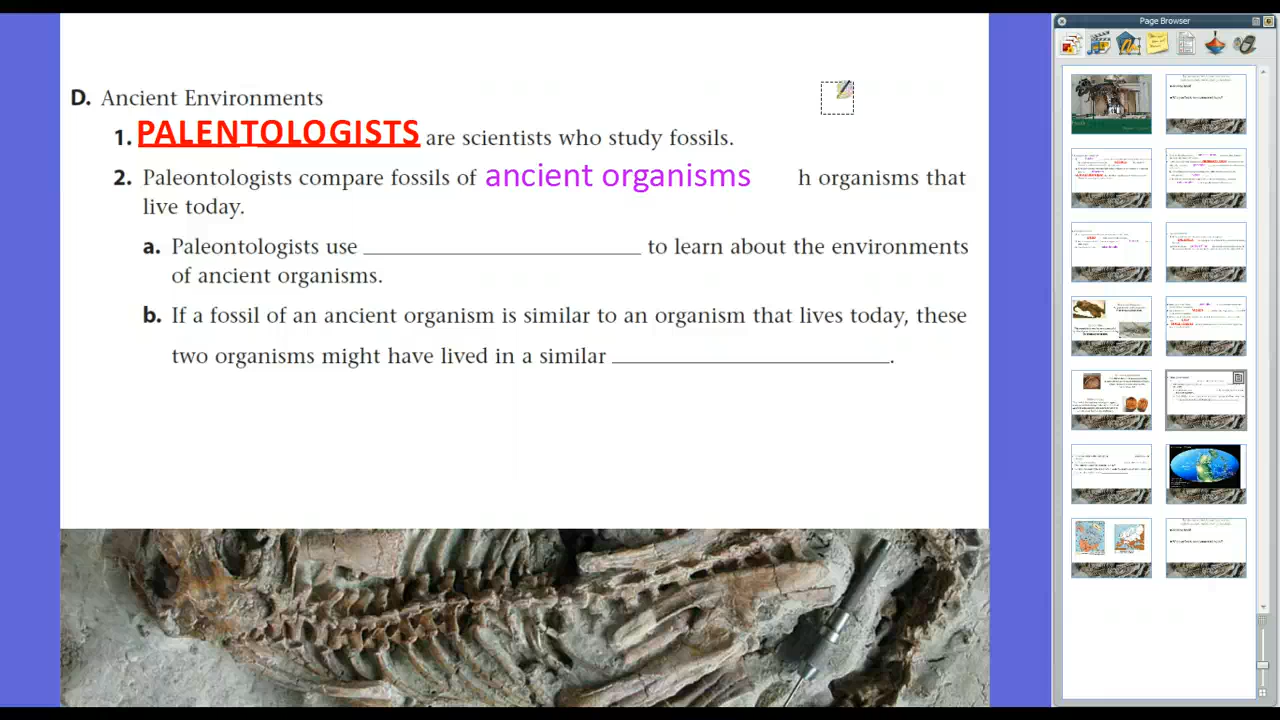 Page Browser
D. Ancient Environments
1. PALENTOLOGISTS are scientists who study fossils.
2. Paleontologists compare fossils of ancient organisms h organisms that
live today.
a. Paleontologists use ____ to learn about the environments
of ancient organisms.
b. If a fossil of an ancient organism is similar to an organism that lives today, these
two organisms might have lived in a similar ____.